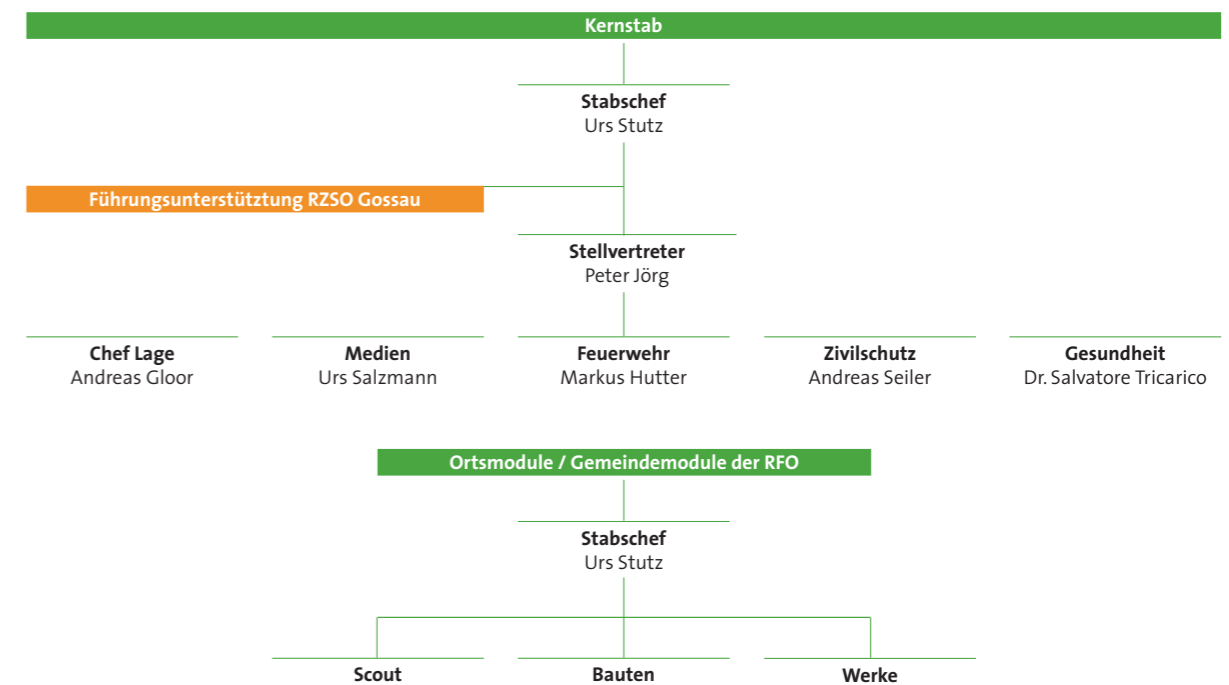 Kernstab
Stabschef
Urs Stutz
Führungsunterstütztung RZSO Gossau
Stellvertreter
Peter Jörg
Chef Lage
Andreas Gloor
Medien
Urs Salzmann
Feuerwehr
Markus Hutter
Zivilschutz
Andreas Seiler
Gesundheit
Dr. Salvatore Tricarico
Ortsmodule / Gemeindemodule der RFO
Stabschef
Urs Stutz
Scout
Bauten
Werke